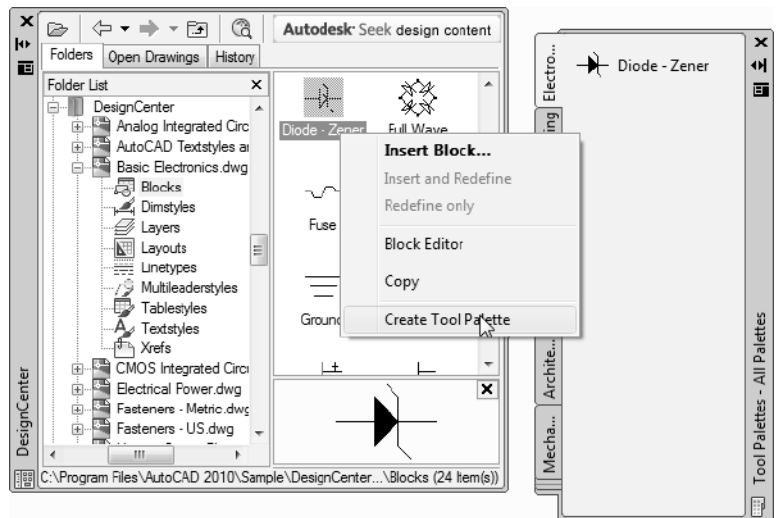 Autodesk® Seek design content
Folders
Open Drawings
History
Folder List
DesignCenter
Analog Integrated Circ
AutoCAD Textstyles a
Basic Electronics.dwg
Blocks
Dimstyles
Layers
Layouts
Linetypes
Multileaderstyles
Tablestyles
Textstyles
Xrefs
CMOS Integrated Circu
Electrical Power.dwg
Fasteners - Metric.dwg
Fasteners - US.dwg
Diode - Zener
Full Wave
Fuse
Ground
Insert Block...
Insert and Redefine
Redefine only
Block Editor
Copy
Create Tool Palette
C:\Program Files\AutoCAD 2010\Sample\DesignCenter...\Blocks (24 Item(s))
DesignCenter
Electro...
Archite...
Mecha...
Diode - Zener
Tool Palettes - All Palettes